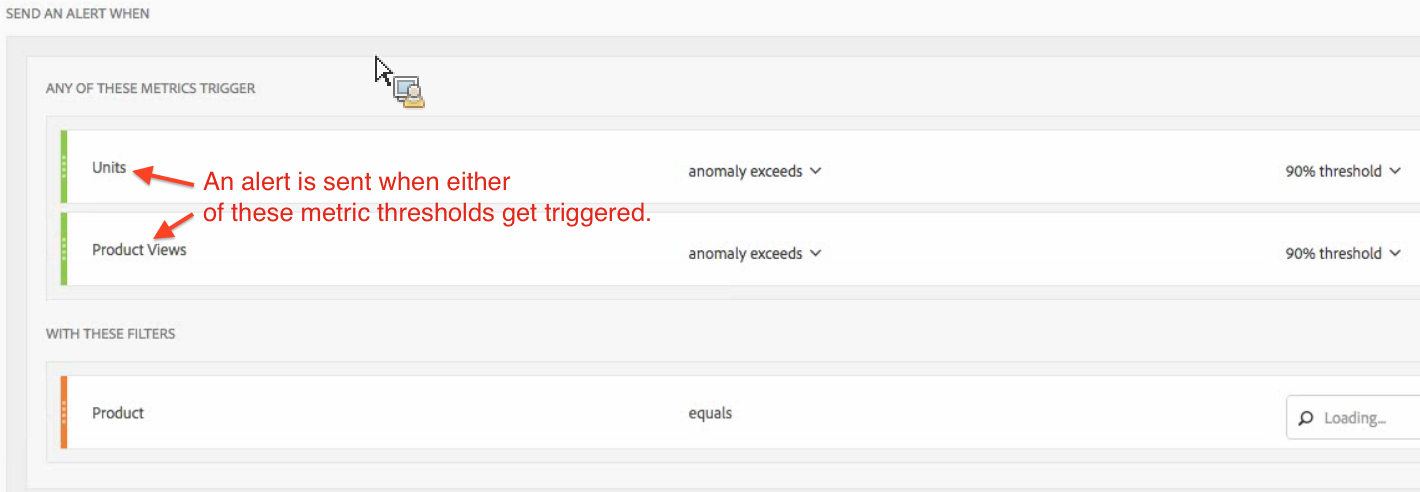 SEND AN ALERT WHEN
ANY OF THESE METRICS TRIGGER
Units anomaly exceeds 90% threshold
An alert is sent when either
of these metric thresholds get triggered.
Product Views anomaly exceeds 90% threshold
WITH THESE FILTERS
Product equals Loading...